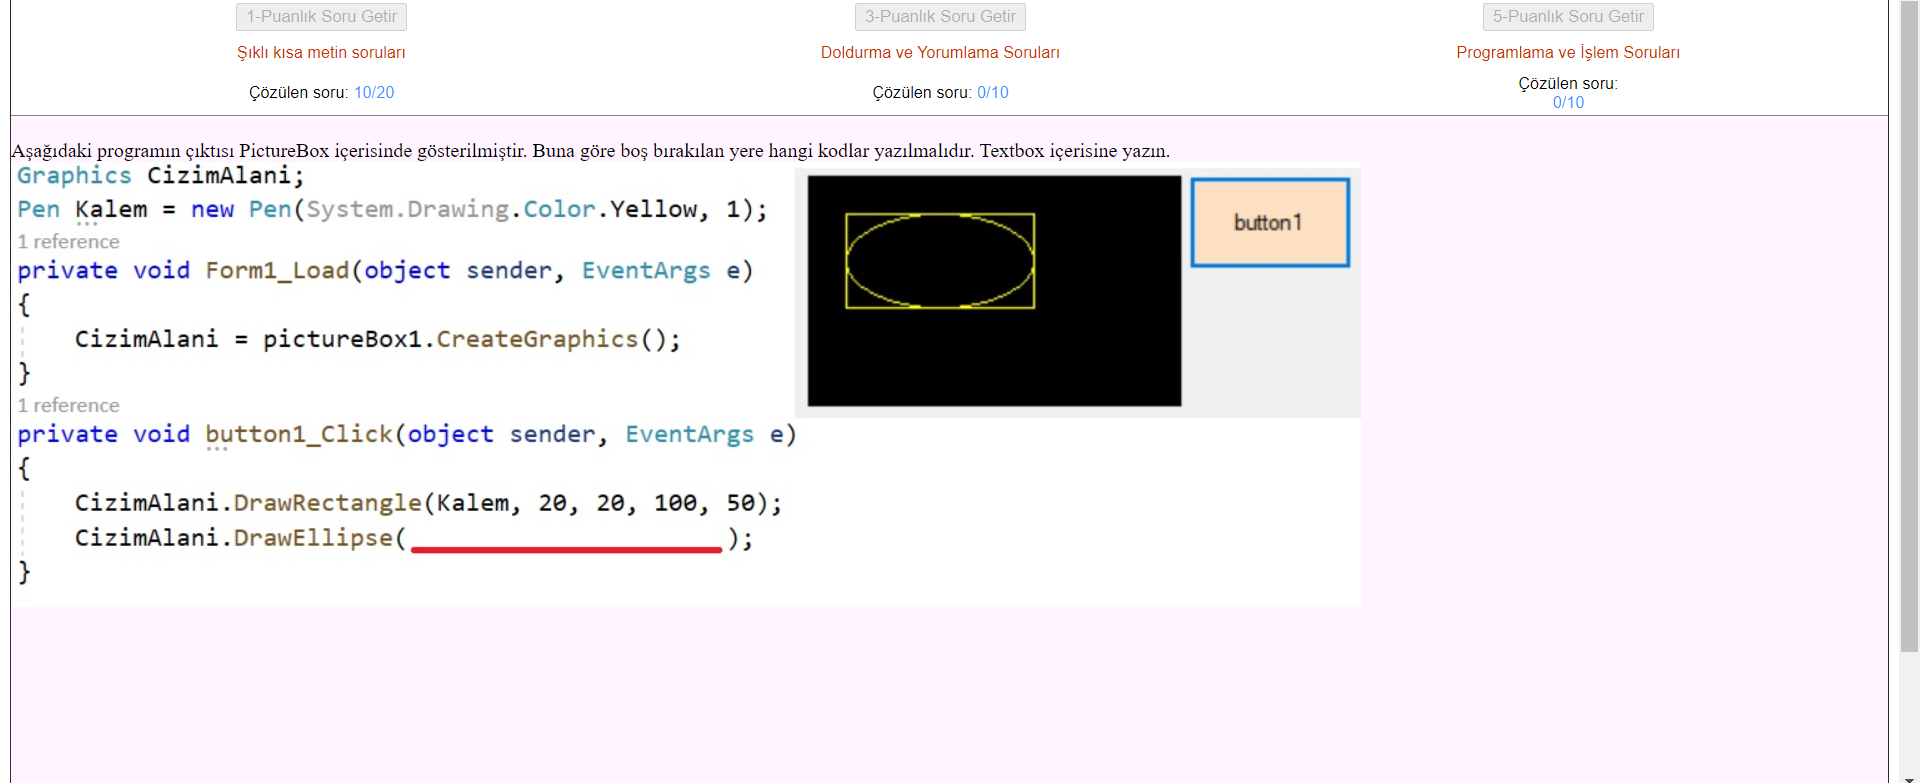 1-Puanlık Soru Getir
3-Puanlık Soru Getir
5-Puanlık Soru Getir
Şıklı kısa metin soruları
Doldurma ve Yorumlama Soruları
Programlama ve İşlem Soruları
Çözülen soru: 10/20
Çözülen soru: 0/10
Çözülen soru:
0/10
Aşağıdaki programın çıktısı PictureBox içerisinde gösterilmiştir. Buna göre boş bırakılan yere hangi kodlar yazılmalıdır. Textbox içerisine yazın.
Graphics CizimAlani;
Pen Kalem = new Pen(System.Drawing.Color.Yellow, 1);
1 reference
private void Form1_Load(object sender, EventArgs e)
{
CizimAlani = pictureBox1.CreateGraphics();
}
1 reference
private void button1_Click(object sender, EventArgs e)
{
CizimAlani.DrawRectangle(Kalem, 20, 20, 100, 50);
CizimAlani.DrawEllipse( );
}
button1